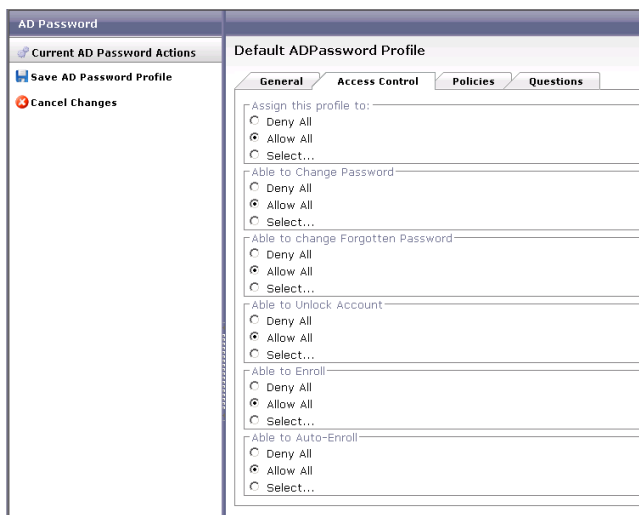 AD Password
Current AD Password Actions
Save AD Password Profile
Cancel Changes
Default ADPassword Profile
General
Access Control
Policies
Questions
Assign this profile to:
Deny All
Allow All
Select...
Able to Change Password
Deny All
Allow All
Select...
Able to change Forgotten Password
Deny All
Allow All
Select...
Able to Unlock Account
Deny All
Allow All
Select...
Able to Enroll
Deny All
Allow All
Select...
Able to Auto-Enroll
Deny All
Allow All
Select...